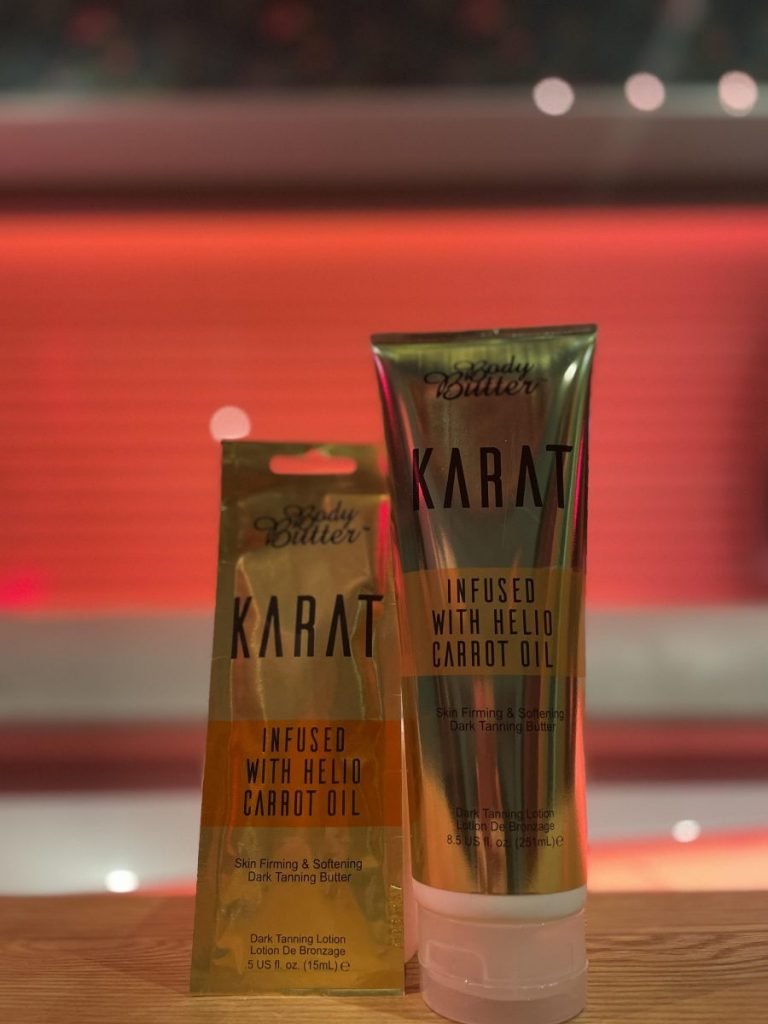 Body
Butter™
KARAT
INFUSED
WITH HELIO
CARROT OIL
Skin Firming & Softening
Dark Tanning Butter
Dark Tanning Lotion
Lotion De Bronzage
.5 US fl. oz. (15mL) ℮
Body
Butter™
KARAT
INFUSED
WITH HELIO
CARROT OIL
Skin Firming & Softening
Dark Tanning Butter
Dark Tanning Lotion
Lotion De Bronzage
8.5 US fl. oz. (251mL) ℮